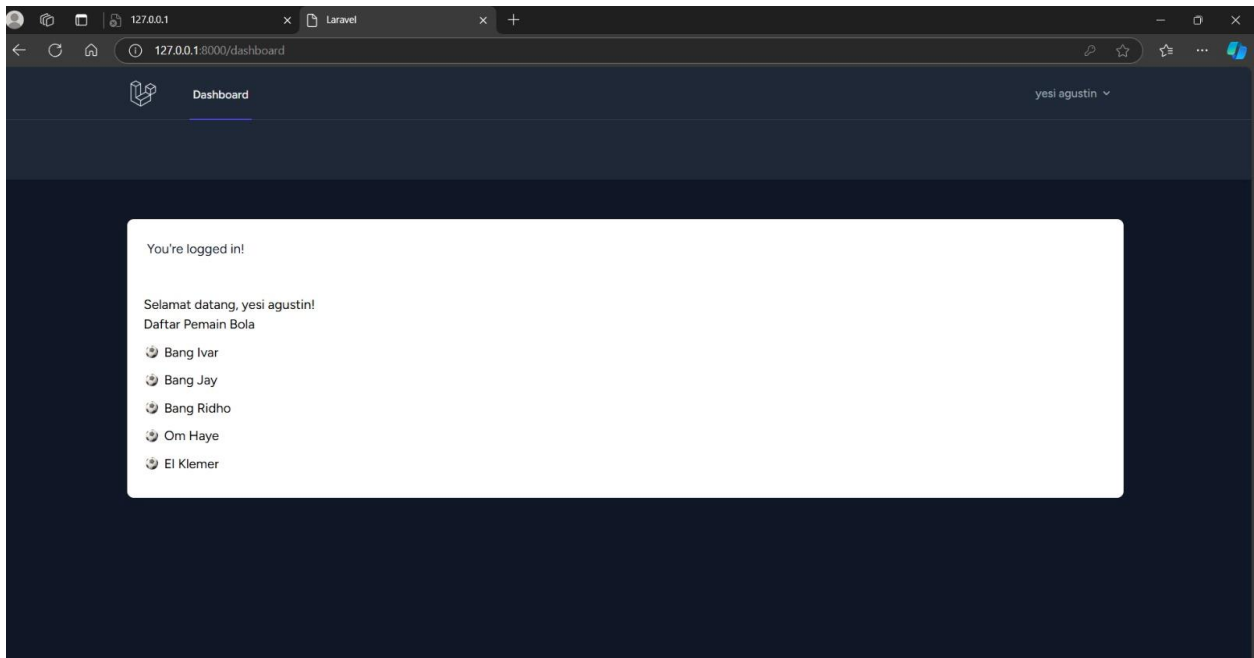 127.0.0.1
Laravel
127.0.0.1:8000/dashboard
Dashboard
yesi agustin
You're logged in!
Selamat datang, yesi agustin!
Daftar Pemain Bola
Bang Ivar
Bang Jay
Bang Ridho
Om Haye
El Klemer